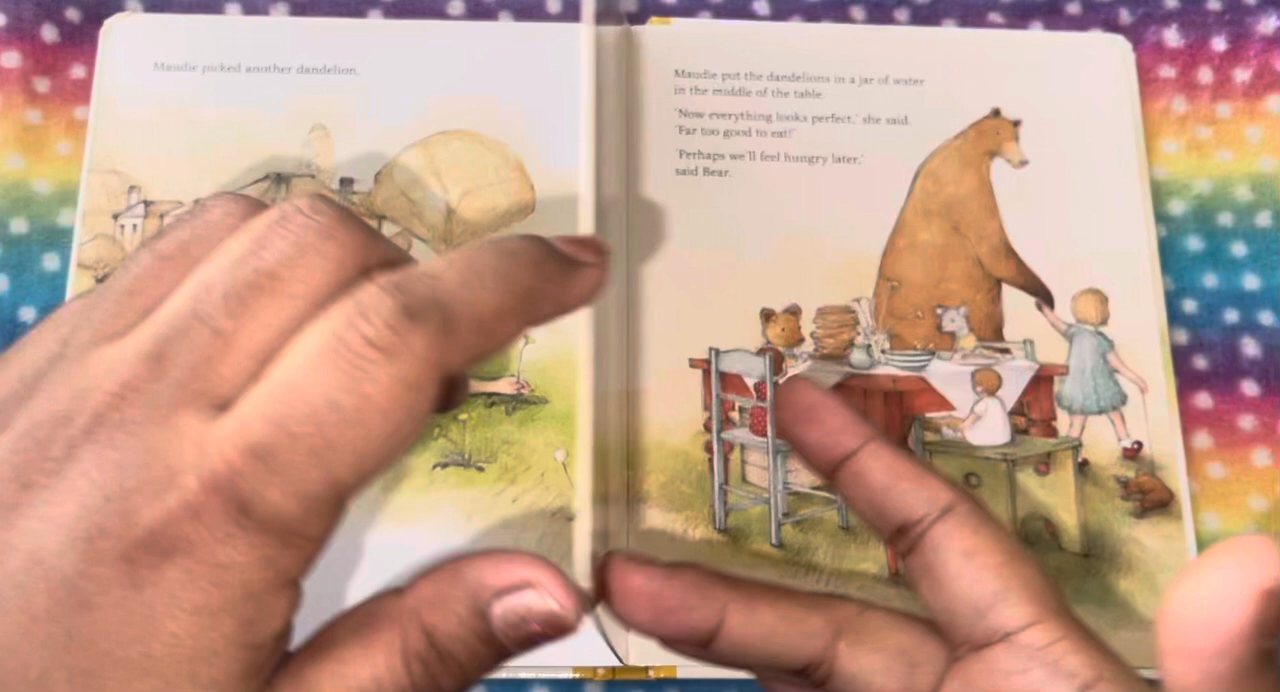 Maudie picked another dandelion.
Maudie put the dandelions in a jar of water
in the middle of the table.
'Now everything looks perfect,' she said.
'Far too good to eat!'
'Perhaps we'll feel hungry later,'
said Bear.